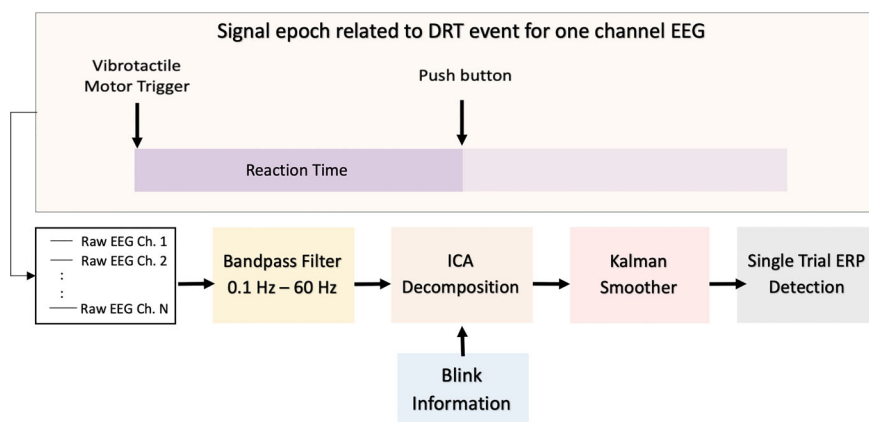 Signal epoch related to DRT event for one channel EEG
Vibrotactile
Motor Trigger
Push button
Reaction Time
Raw EEG Ch. 1
Raw EEG Ch. 2
:
:
Raw EEG Ch. N
Bandpass Filter
0.1 Hz – 60 Hz
ICA
Decomposition
Kalman
Smoother
Single Trial ERP
Detection
Blink
Information